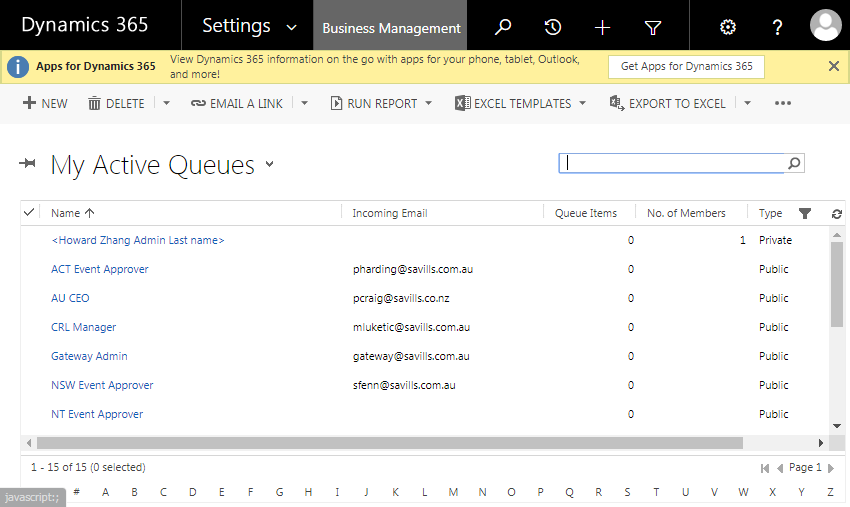 Dynamics 365 Settings Business Management ?
i Apps for Dynamics 365 View Dynamics 365 information on the go with apps for your phone, tablet, Outlook, and more! Get Apps for Dynamics 365
NEW DELETE EMAIL A LINK RUN REPORT EXCEL TEMPLATES EXPORT TO EXCEL
My Active Queues
Name Incoming Email Queue Items No. of Members Type
<Howard Zhang Admin Last name> 0 1 Private
ACT Event Approver pharding@savills.com.au 0 Public
AU CEO pcraig@savills.co.nz 0 Public
CRL Manager mluketic@savills.com.au 0 Public
Gateway Admin gateway@savills.com.au 0 Public
NSW Event Approver sfenn@savills.com.au 0 Public
NT Event Approver 0 Public
1 - 15 of 15 (0 selected) Page 1
javascript:; # A B C D E F G H I J K L M N O P Q R S T U V W X Y Z